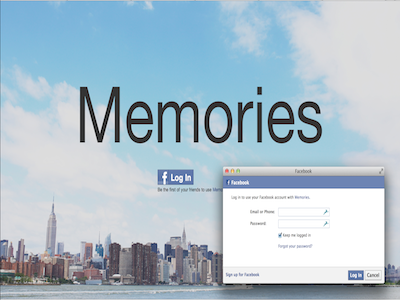 Memories
f Log In
Be the first of your friends to use Memories
Facebook
Facebook
Log in to use your Facebook account with Memories.
Email or Phone:
Password:
Keep me logged in
Forgot your password?
Sign up for Facebook
Log In
Cancel